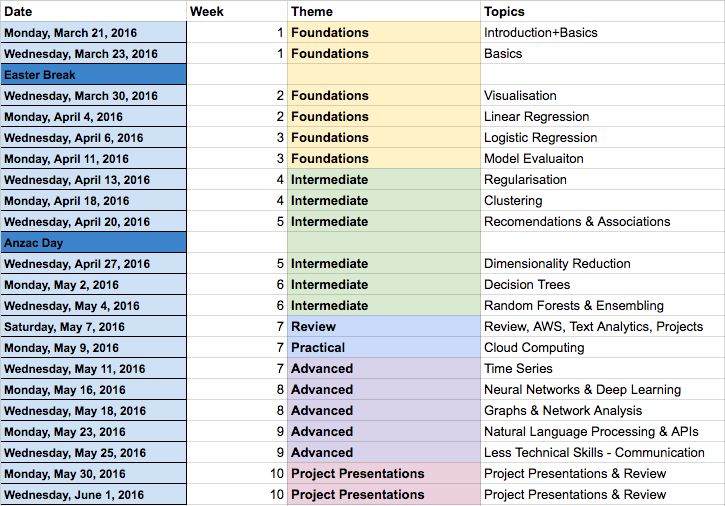 Date Week Theme Topics
Monday, March 21, 2016 1 Foundations Introduction+Basics
Wednesday, March 23, 2016 1 Foundations Basics
Easter Break
Wednesday, March 30, 2016 2 Foundations Visualisation
Monday, April 4, 2016 2 Foundations Linear Regression
Wednesday, April 6, 2016 3 Foundations Logistic Regression
Monday, April 11, 2016 3 Foundations Model Evaluaiton
Wednesday, April 13, 2016 4 Intermediate Regularisation
Monday, April 18, 2016 4 Intermediate Clustering
Wednesday, April 20, 2016 5 Intermediate Recomendations & Associations
Anzac Day
Wednesday, April 27, 2016 5 Intermediate Dimensionality Reduction
Monday, May 2, 2016 6 Intermediate Decision Trees
Wednesday, May 4, 2016 6 Intermediate Random Forests & Ensembling
Saturday, May 7, 2016 7 Review Review, AWS, Text Analytics, Projects
Monday, May 9, 2016 7 Practical Cloud Computing
Wednesday, May 11, 2016 7 Advanced Time Series
Monday, May 16, 2016 8 Advanced Neural Networks & Deep Learning
Wednesday, May 18, 2016 8 Advanced Graphs & Network Analysis
Monday, May 23, 2016 9 Advanced Natural Language Processing & APIs
Wednesday, May 25, 2016 9 Advanced Less Technical Skills - Communication
Monday, May 30, 2016 10 Project Presentations Project Presentations & Review
Wednesday, June 1, 2016 10 Project Presentations Project Presentations & Review